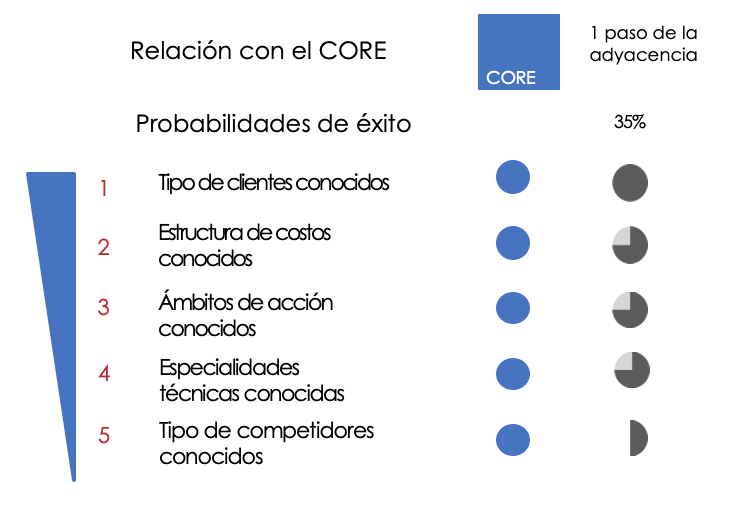 Relación con el CORE
CORE
1 paso de la
adyacencia
Probabilidades de éxito
35%
1
Tipo de clientes conocidos
2
Estructura de costos
conocidos
3
Ámbitos de acción
conocidos
4
Especialidades
técnicas conocidas
5
Tipo de competidores
conocidos